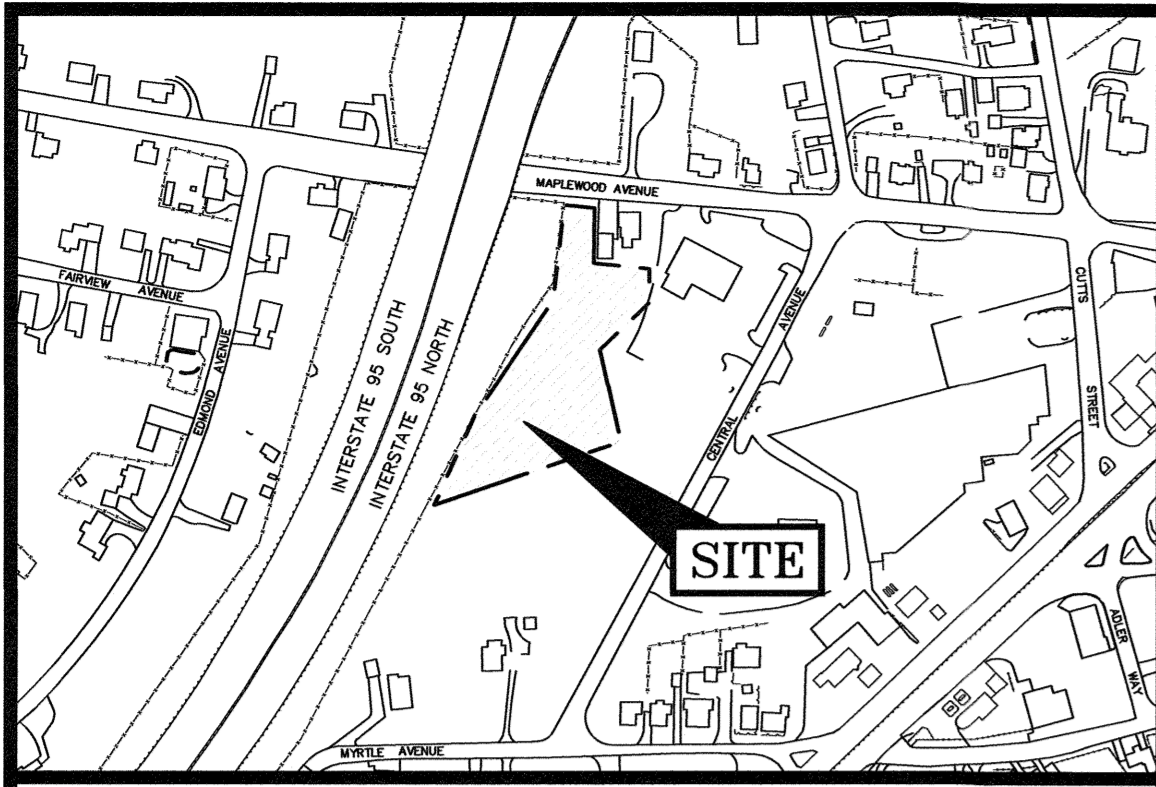 MAPLEWOOD AVENUE
FAIRVIEW AVENUE
CUTTS STREET
INTERSTATE 95 SOUTH
INTERSTATE 95 NORTH
EDMOND AVENUE
CENTRAL AVENUE
SITE
ADLER WAY
MYRTLE AVENUE